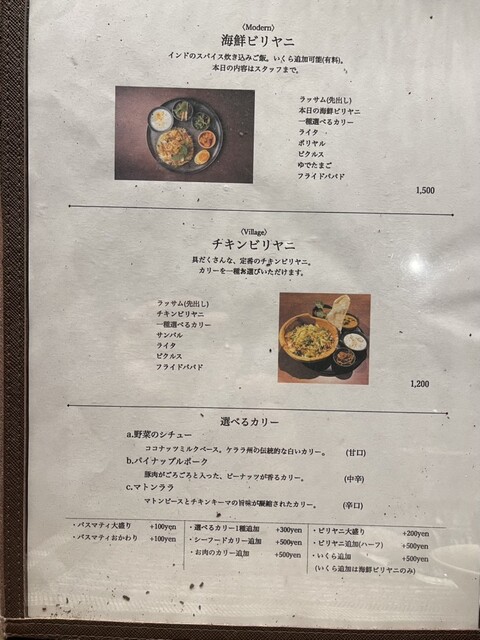 〈Modern〉
海鮮ビリヤニ
インドのスパイス炊き込みご飯。いくら追加可能(有料)。
本日の内容はスタッフまで。
ラッサム(先出し)
本日の海鮮ビリヤニ
一種選べるカリー
ライタ
ポリヤル
ピクルス
ゆでたまご
フライドパパド
1,500
〈Village〉
チキンビリヤニ
具だくさんな、定番のチキンビリヤニ。
カリーを一種お選びいただけます。
ラッサム(先出し)
チキンビリヤニ
一種選べるカリー
サンバル
ライタ
ピクルス
フライドパパド
1,200
選べるカリー
a.野菜のシチュー
ココナッツミルクベース。ケララ州の伝統的な白いカリー。 (甘口)
b.パイナップルポーク
豚肉がごろごろと入った、ピーナッツが香るカリー。 (中辛)
c.マトンララ
マトンピースとチキンキーマの旨味が凝縮されたカリー。 (辛口)
・バスマティ大盛り +100yen
・バスマティおかわり +100yen
・選べるカリー1種追加 +300yen
・シーフードカリー追加 +500yen
・お肉のカリー追加 +500yen
・ビリヤニ大盛り +200yen
・ビリヤニ追加(ハーフ) +500yen
・いくら追加 +500yen
(いくら追加は海鮮ビリヤニのみ)